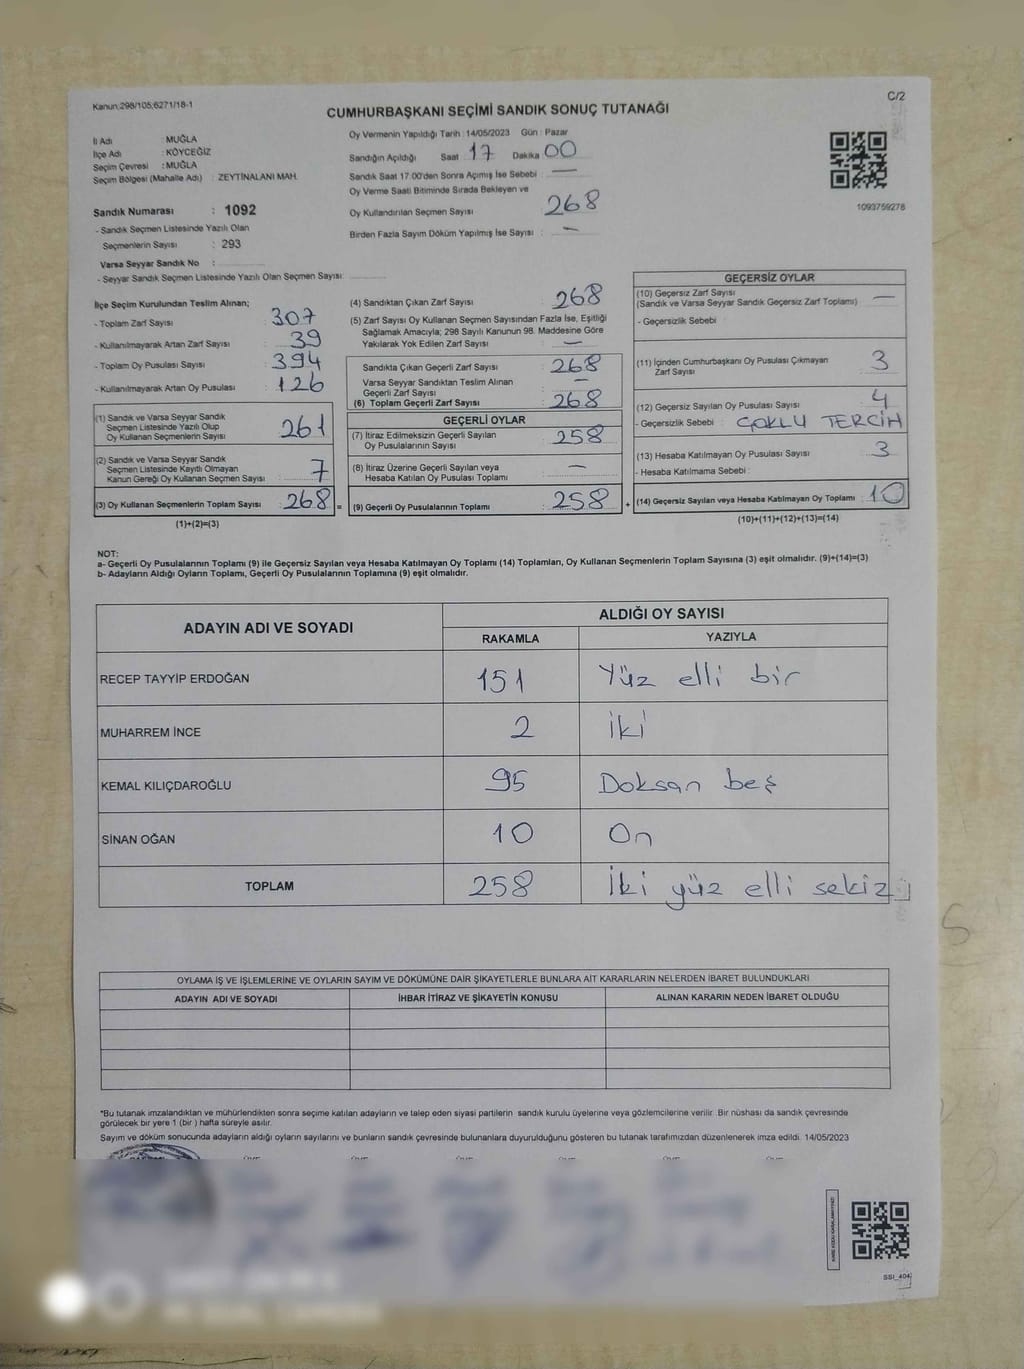 Kanun;298/105;6271/18-1
C/2
CUMHURBAŞKANI SEÇİMİ SANDIK SONUÇ TUTANAĞI
İl Adı : MUĞLA
İlçe Adı : KÖYCEĞİZ
Seçim Çevresi : MUĞLA
Seçim Bölgesi (Mahalle Adı) : ZEYTİNALANI MAH.
Sandık Numarası : 1092
- Sandık Seçmen Listesinde Yazılı Olan
Seçmenlerin Sayısı : 293
Varsa Seyyar Sandık No :
- Seyyar Sandık Seçmen Listesinde Yazılı Olan Seçmen Sayısı:
Oy Vermenin Yapıldığı Tarih : 14/05/2023 Gün : Pazar
Sandığın Açıldığı Saat 17 Dakika 00
Sandık Saat 17.00'den Sonra Açımış İse Sebebi : —
Oy Verme Saati Bitiminde Sırada Bekleyen ve
Oy Kullandırılan Seçmen Sayısı 268
Birden Fazla Sayım Döküm Yapılmış İse Sayısı : —
1093759278
İlçe Seçim Kurulundan Teslim Alınan;
- Toplam Zarf Sayısı : 307
- Kullanılmayarak Artan Zarf Sayısı : 39
- Toplam Oy Pusulası Sayısı : 394
- Kullanılmayarak Artan Oy Pusulası : 126
(1) Sandık ve Varsa Seyyar Sandık
Seçmen Listesinde Yazılı Olup
Oy Kullanan Seçmenlerin Sayısı : 261
(2) Sandık ve Varsa Seyyar Sandık
Seçmen Listesinde Kayıtlı Olmayan
Kanun Gereği Oy Kullanan Seçmen Sayısı : 7
(3) Oy Kullanan Seçmenlerin Toplam Sayısı : 268 =
(1)+(2)=(3)
(4) Sandıktan Çıkan Zarf Sayısı : 268
(5) Zarf Sayısı Oy Kullanan Seçmen Sayısından Fazla İse, Eşitliği
Sağlamak Amacıyla; 298 Sayılı Kanunun 98. Maddesine Göre
Yakılarak Yok Edilen Zarf Sayısı : —
Sandıkta Çıkan Geçerli Zarf Sayısı : 268
Varsa Seyyar Sandıktan Teslim Alınan
Geçerli Zarf Sayısı : —
(6) Toplam Geçerli Zarf Sayısı : 268
GEÇERLİ OYLAR
(7) İtiraz Edilmeksizin Geçerli Sayılan
Oy Pusulalarının Sayısı : 258
(8) İtiraz Üzerine Geçerli Sayılan veya
Hesaba Katılan Oy Pusulası Toplamı : —
(9) Geçerli Oy Pusulalarının Toplamı : 258 +
GEÇERSİZ OYLAR
(10) Geçersiz Zarf Sayısı
(Sandık ve Varsa Seyyar Sandık Geçersiz Zarf Toplamı) : —
- Geçersizlik Sebebi :
(11) İçinden Cumhurbaşkanı Oy Pusulası Çıkmayan
Zarf Sayısı : 3
(12) Geçersiz Sayılan Oy Pusulası Sayısı : 4
- Geçersizlik Sebebi : ÇOKLU TERCİH
(13) Hesaba Katılmayan Oy Pusulası Sayısı : 3
- Hesaba Katılmama Sebebi :
(14) Geçersiz Sayılan veya Hesaba Katılmayan Oy Toplamı : 10
(10)+(11)+(12)+(13)=(14)
NOT:
a- Geçerli Oy Pusulalarının Toplamı (9) ile Geçersiz Sayılan veya Hesaba Katılmayan Oy Toplamı (14) Toplamları, Oy Kullanan Seçmenlerin Toplam Sayısına (3) eşit olmalıdır. (9)+(14)=(3)
b- Adayların Aldığı Oyların Toplamı, Geçerli Oy Pusulalarının Toplamına (9) eşit olmalıdır.
ADAYIN ADI VE SOYADI
ALDIĞI OY SAYISI
RAKAMLA YAZIYLA
RECEP TAYYİP ERDOĞAN 151 Yüz elli bir
MUHARREM İNCE 2 İki
KEMAL KILIÇDAROĞLU 95 Doksan beş
SİNAN OĞAN 10 On
TOPLAM 258 İki yüz elli sekiz
OYLAMA İŞ VE İŞLEMLERİNE VE OYLARIN SAYIM VE DÖKÜMÜNE DAİR ŞİKAYETLERLE BUNLARA AİT KARARLARIN NELERDEN İBARET BULUNDUKLARI
ADAYIN ADI VE SOYADI İHBAR İTİRAZ VE ŞİKAYETİN KONUSU ALINAN KARARIN NEDEN İBARET OLDUĞU
*Bu tutanak imzalandıktan ve mühürlendikten sonra seçime katılan adayların ve talep eden siyasi partilerin sandık kurulu üyelerine veya gözlemcilerine verilir. Bir nüshası da sandık çevresinde
görülecek bir yere 1 (bir ) hafta süreyle asılır.
Sayım ve döküm sonucunda adayların aldığı oyların sayılarını ve bunların sandık çevresinde bulunanlara duyurulduğunu gösteren bu tutanak tarafımızdan düzenlenerek imza edildi. 14/05/2023
SSI_404